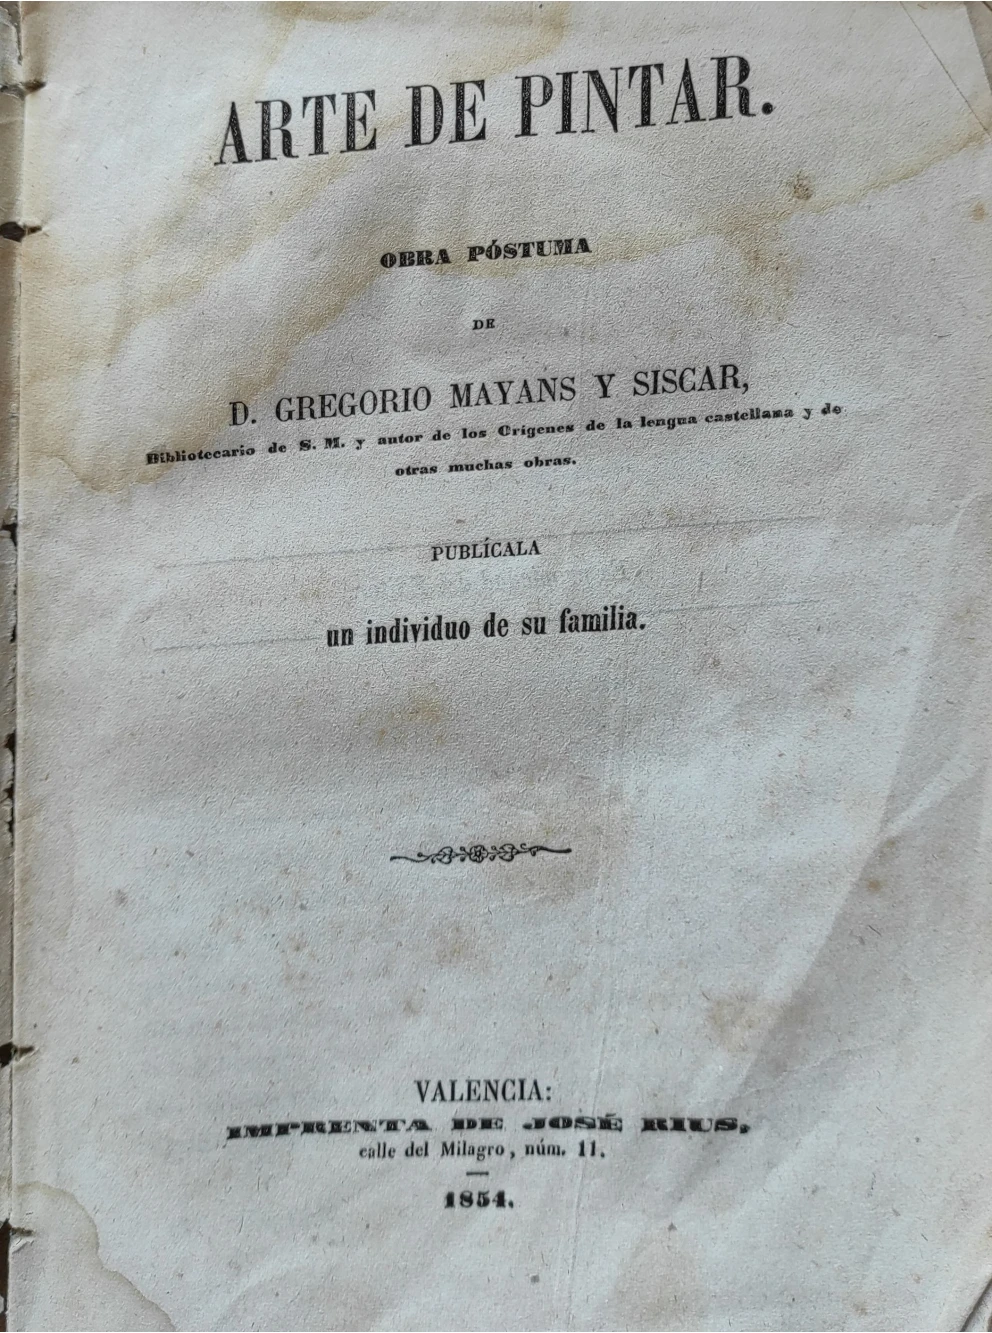 ARTE DE PINTAR.
OBRA PÓSTUMA
DE
D. GREGORIO MAYANS Y SISCAR,
Bibliotecario de S. M. y autor de los Orígenes de la lengua castellana y de
otras muchas obras.
PUBLÍCALA
un individuo de su familia.
VALENCIA:
IMPRENTA DE JOSÉ RIUS,
calle del Milagro, núm. 11.
1854.